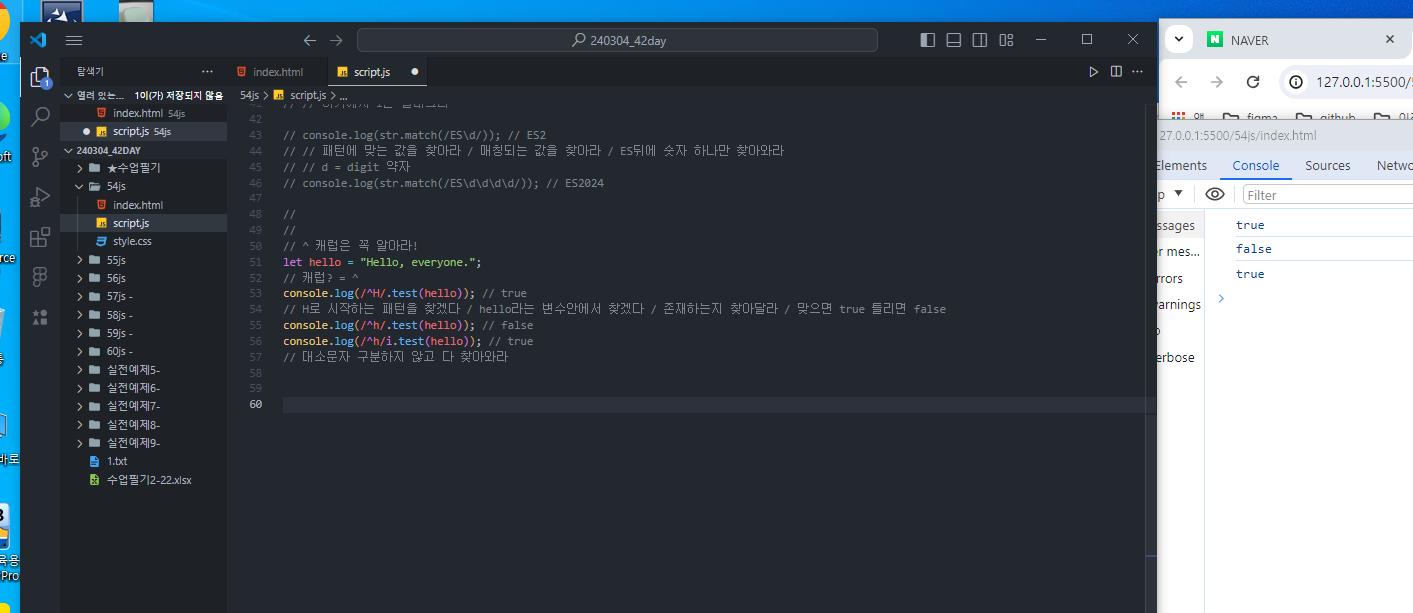 240304_42day
탐색기
index.html
script.js
NAVER
열려 있는... 1이(가) 저장되지 않음
index.html 54js
script.js 54js
240304_42DAY
★수업필기
54js
index.html
script.js
style.css
55js
56js
57js -
58js -
59js -
60js -
실전예제5-
실전예제6-
실전예제7-
실전예제8-
실전예제9-
1.txt
수업필기2-22.xlsx
54js > script.js > ...
42
43 // console.log(str.match(/ES\d/)); // ES2
44 // // 패턴에 맞는 값을 찾아라 / 매칭되는 값을 찾아라 / ES뒤에 숫자 하나만 찾아와라
45 // // d = digit 약자
46 // console.log(str.match(/ES\d\d\d\d/)); // ES2024
47
48 //
49 //
50 // ^ 캐럽은 꼭 알아라!
51 let hello = "Hello, everyone.";
52 // 캐럽? = ^
53 console.log(/^H/.test(hello)); // true
54 // H로 시작하는 패턴을 찾겠다 / hello라는 변수안에서 찾겠다 / 존재하는지 찾아달라 / 맞으면 true 틀리면 false
55 console.log(/^h/.test(hello)); // false
56 console.log(/^h/i.test(hello)); // true
57 // 대소문자 구분하지 않고 다 찾아와라
58
59
60
127.0.0.1:5500/5
figma
github
27.0.0.1:5500/54js/index.html
Elements Console Sources Netwo
p
Filter
ssages
er mes...
rrors
varnings
erbose
true
false
true